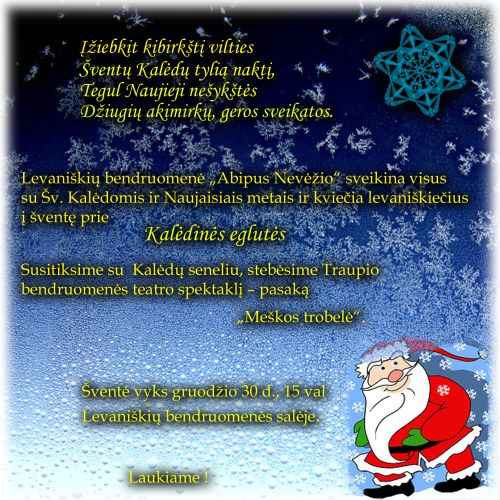 Įžiebkit kibirkštį vilties
Šventų Kalėdų tylią naktį,
Tegul Naujieji nešykštės
Džiugių akimirkų, geros sveikatos.
Levaniškių bendruomenė „Abipus Nevėžio“ sveikina visus
su Šv. Kalėdomis ir Naujaisiais metais ir kviečia levaniškiečius
į šventę prie
Kalėdinės eglutės
Susitiksime su Kalėdų seneliu, stebėsime Traupio
bendruomenės teatro spektaklį – pasaką
„Meškos trobelė“.
Šventė vyks gruodžio 30 d., 15 val
Levaniškių bendruomenės salėje.
Laukiame !